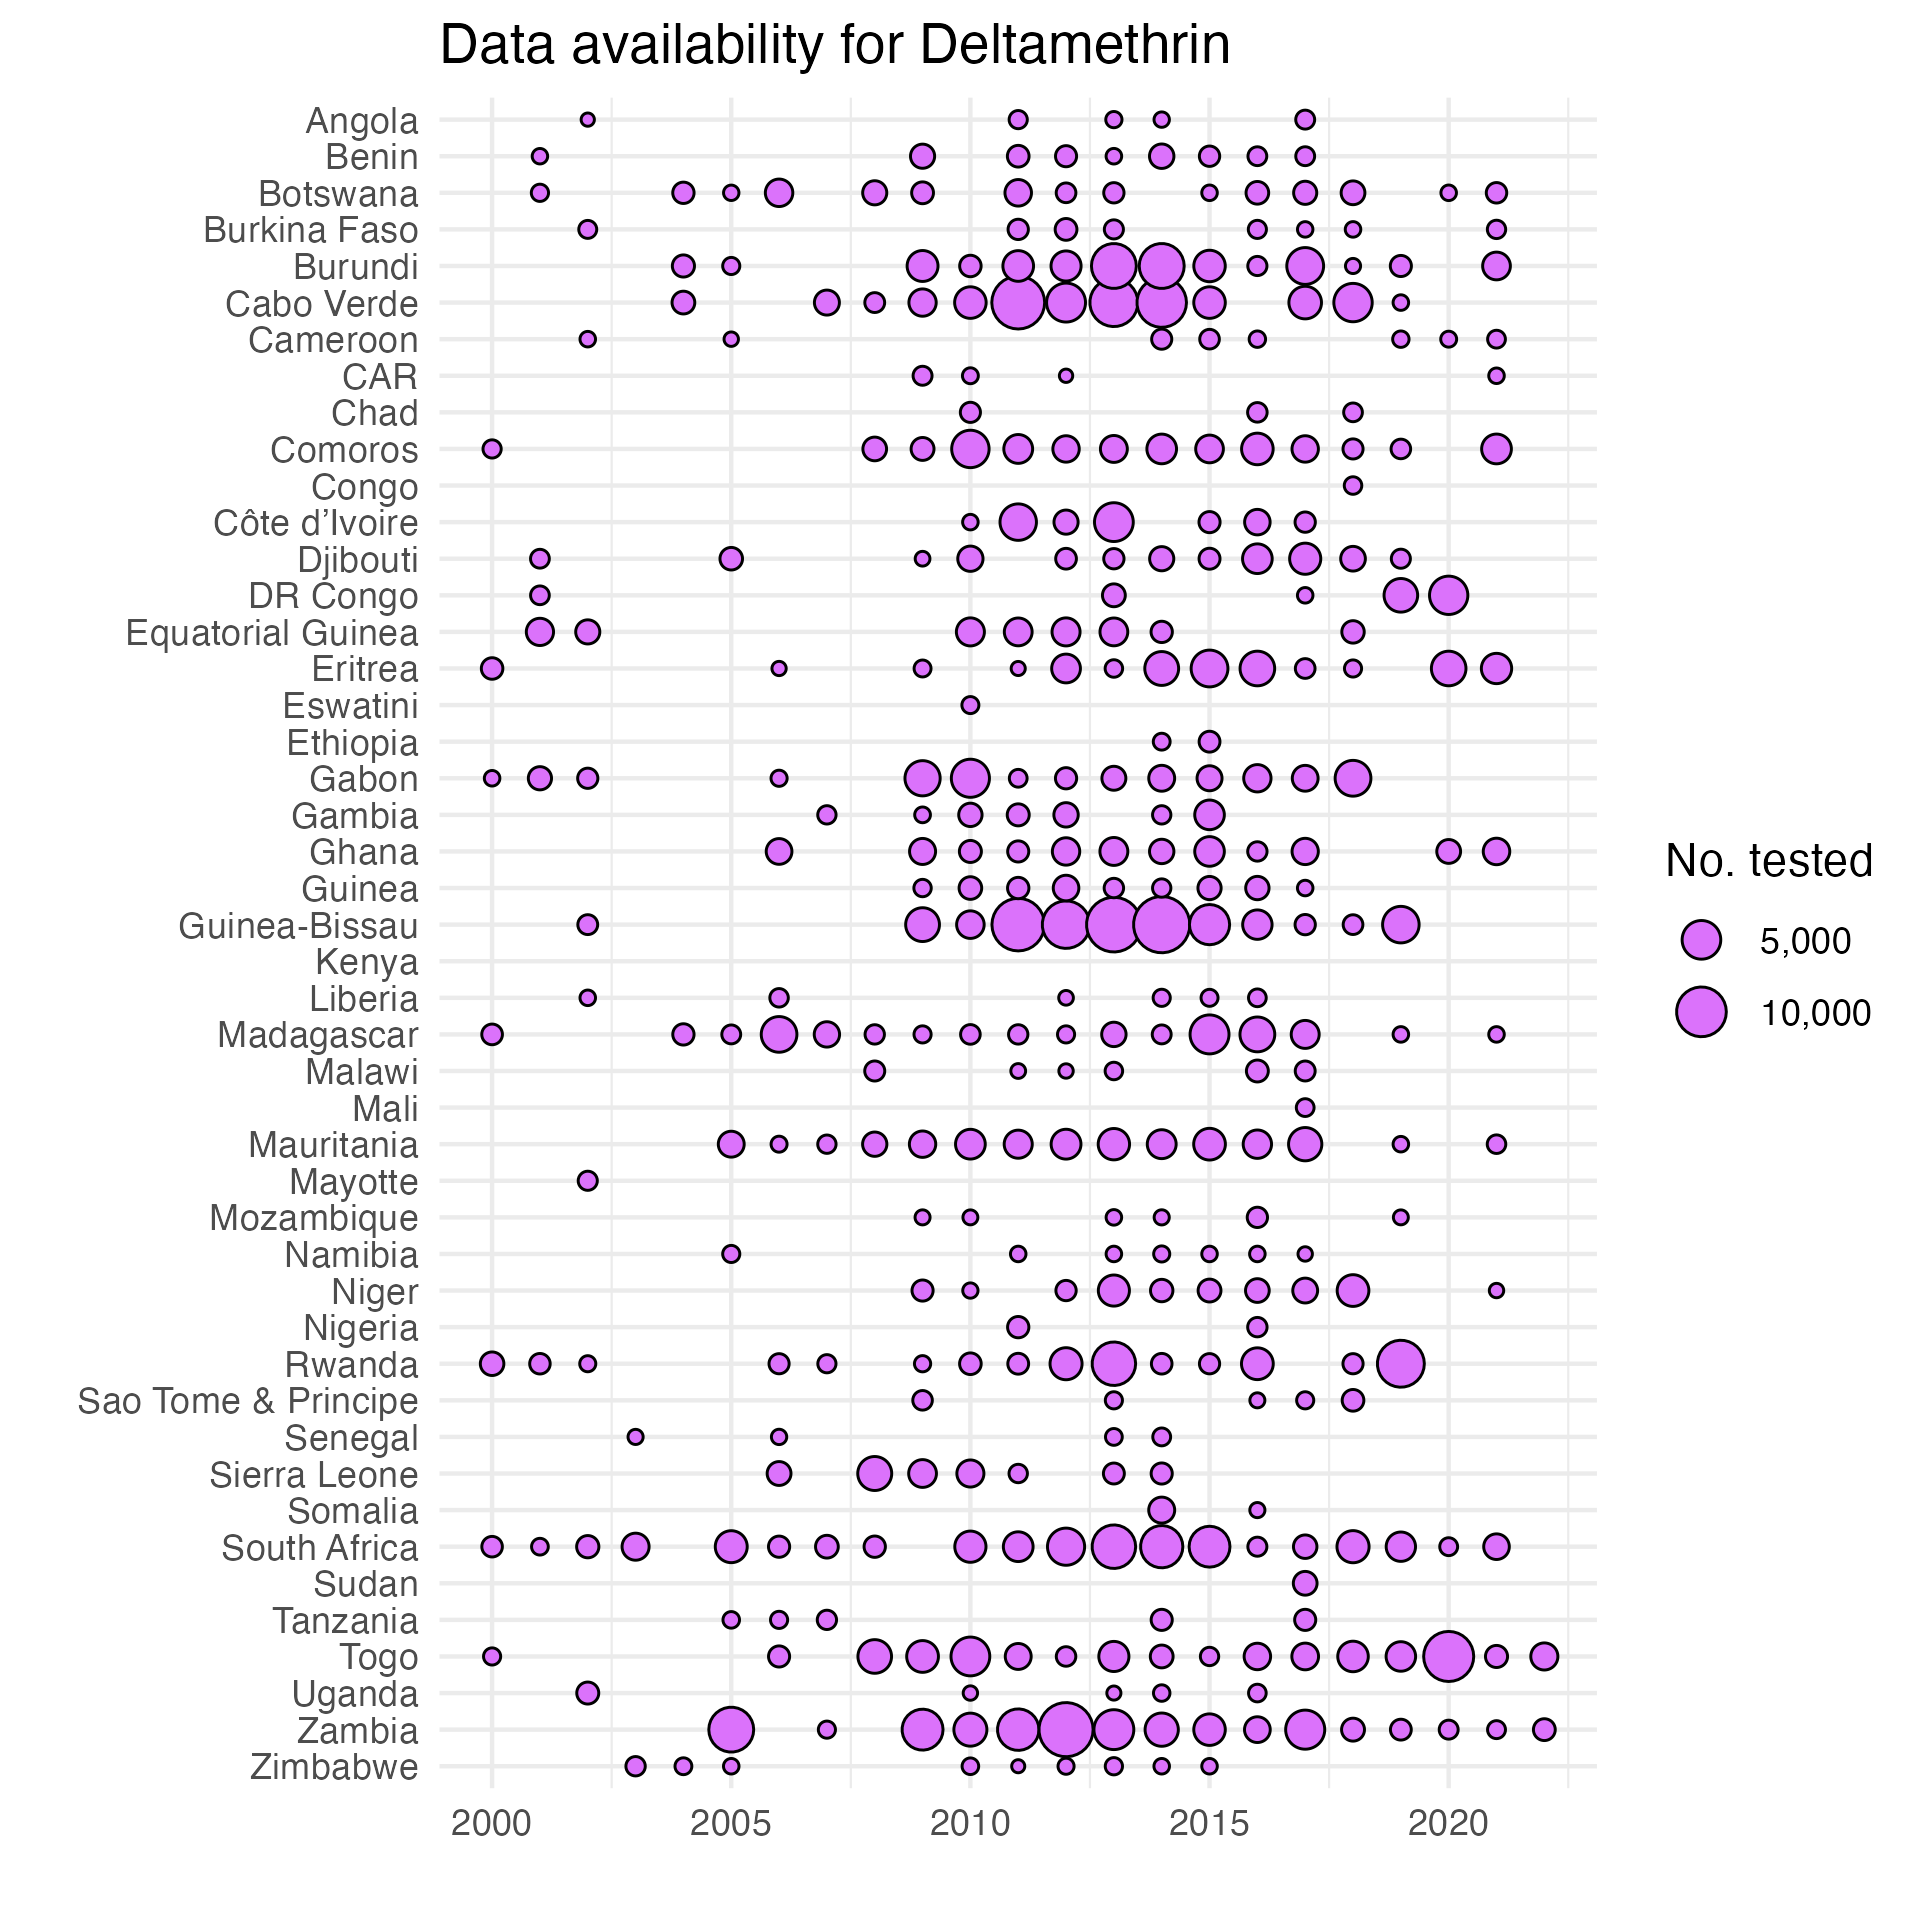 Data availability for Deltamethrin
Angola
Benin
Botswana
Burkina Faso
Burundi
Cabo Verde
Cameroon
CAR
Chad
Comoros
Congo
Côte d’Ivoire
Djibouti
DR Congo
Equatorial Guinea
Eritrea
Eswatini
Ethiopia
Gabon
Gambia
Ghana
Guinea
Guinea-Bissau
Kenya
Liberia
Madagascar
Malawi
Mali
Mauritania
Mayotte
Mozambique
Namibia
Niger
Nigeria
Rwanda
Sao Tome & Principe
Senegal
Sierra Leone
Somalia
South Africa
Sudan
Tanzania
Togo
Uganda
Zambia
Zimbabwe
2000 2005 2010 2015 2020
No. tested
5,000
10,000